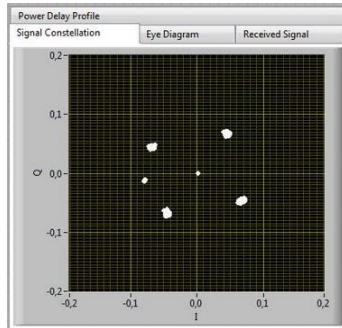 Power Delay Profile
Signal Constellation Eye Diagram Received Signal
0,2
0,1
0,0
-0,1
-0,2
Q
-0,2 -0,1 0,0 0,1 0,2
I